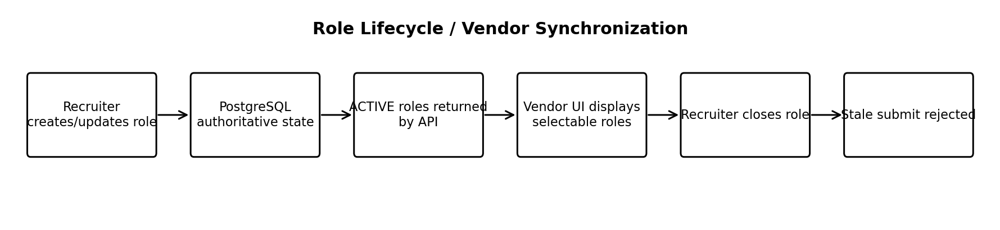 Role Lifecycle / Vendor Synchronization
Recruiter
creates/updates role
PostgreSQL
authoritative state
ACTIVE roles returned
by API
Vendor UI displays
selectable roles
Recruiter closes role
Stale submit rejected